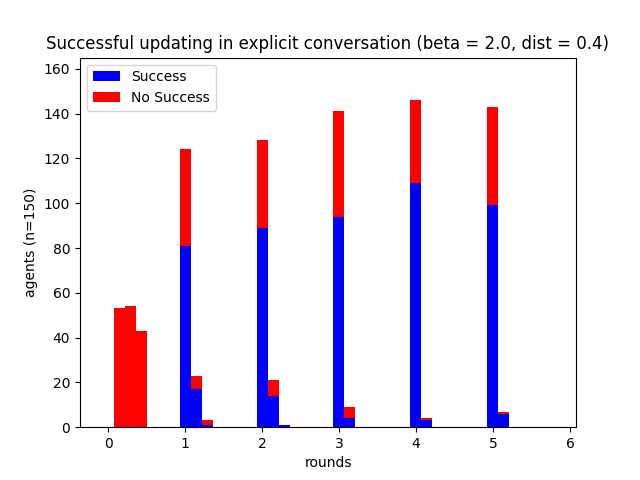 Successful updating in explicit conversation (beta = 2.0, dist = 0.4)
Success
No Success
160
140
120
100
80
60
40
20
0
agents (n=150)
0 1 2 3 4 5 6
rounds